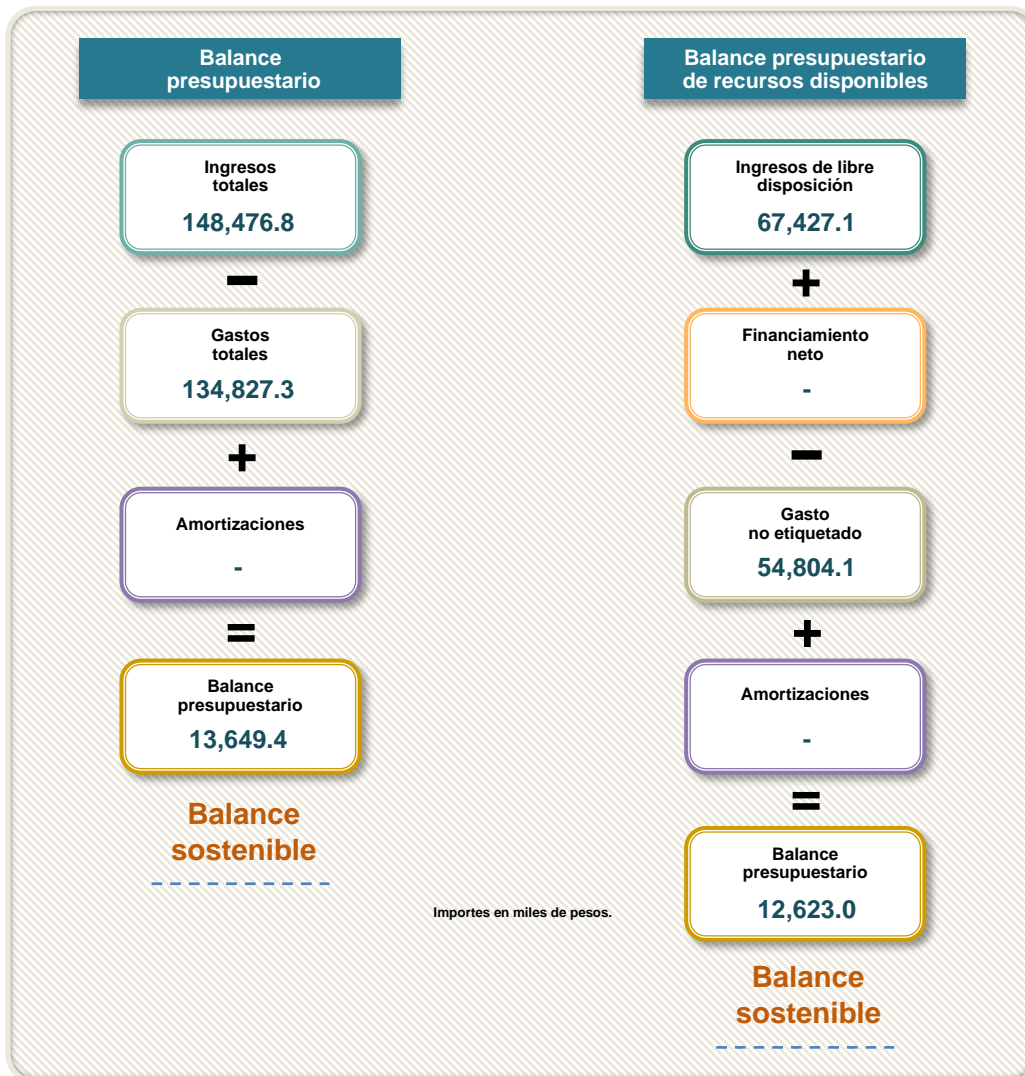 Balance
presupuestario
Ingresos
totales
148,476.8
−
Gastos
totales
134,827.3
+
Amortizaciones
-
=
Balance
presupuestario
13,649.4
Balance
sostenible
Balance presupuestario
de recursos disponibles
Ingresos de libre
disposición
67,427.1
+
Financiamiento
neto
-
−
Gasto
no etiquetado
54,804.1
+
Amortizaciones
-
=
Balance
presupuestario
12,623.0
Balance
sostenible
Importes en miles de pesos.